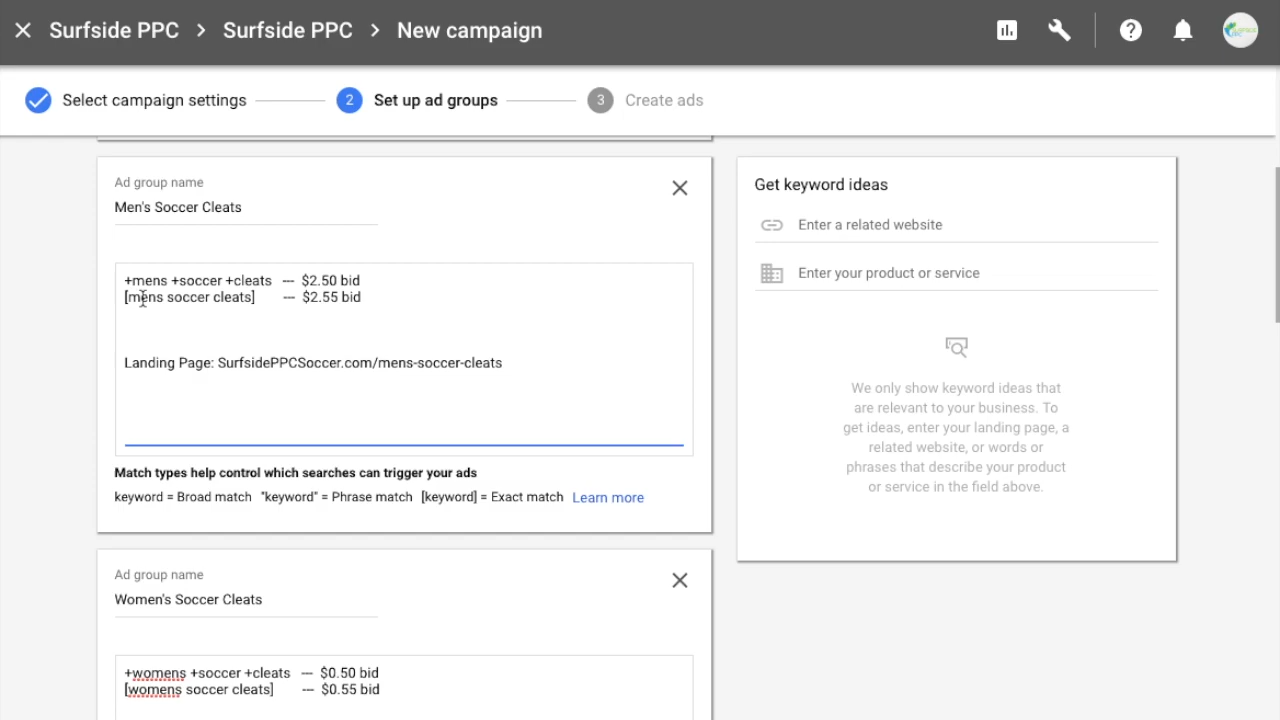 Surfside PPC > Surfside PPC > New campaign
Select campaign settings 2 Set up ad groups 3 Create ads
Ad group name
Men's Soccer Cleats
+mens +soccer +cleats --- $2.50 bid
[mens soccer cleats] --- $2.55 bid
Landing Page: SurfsidePPCSoccer.com/mens-soccer-cleats
Match types help control which searches can trigger your ads
keyword = Broad match "keyword" = Phrase match [keyword] = Exact match Learn more
Ad group name
Women's Soccer Cleats
+womens +soccer +cleats --- $0.50 bid
[womens soccer cleats] --- $0.55 bid
Get keyword ideas
Enter a related website
Enter your product or service
We only show keyword ideas that
are relevant to your business. To
get ideas, enter your landing page, a
related website, or words or
phrases that describe your product
or service in the field above.